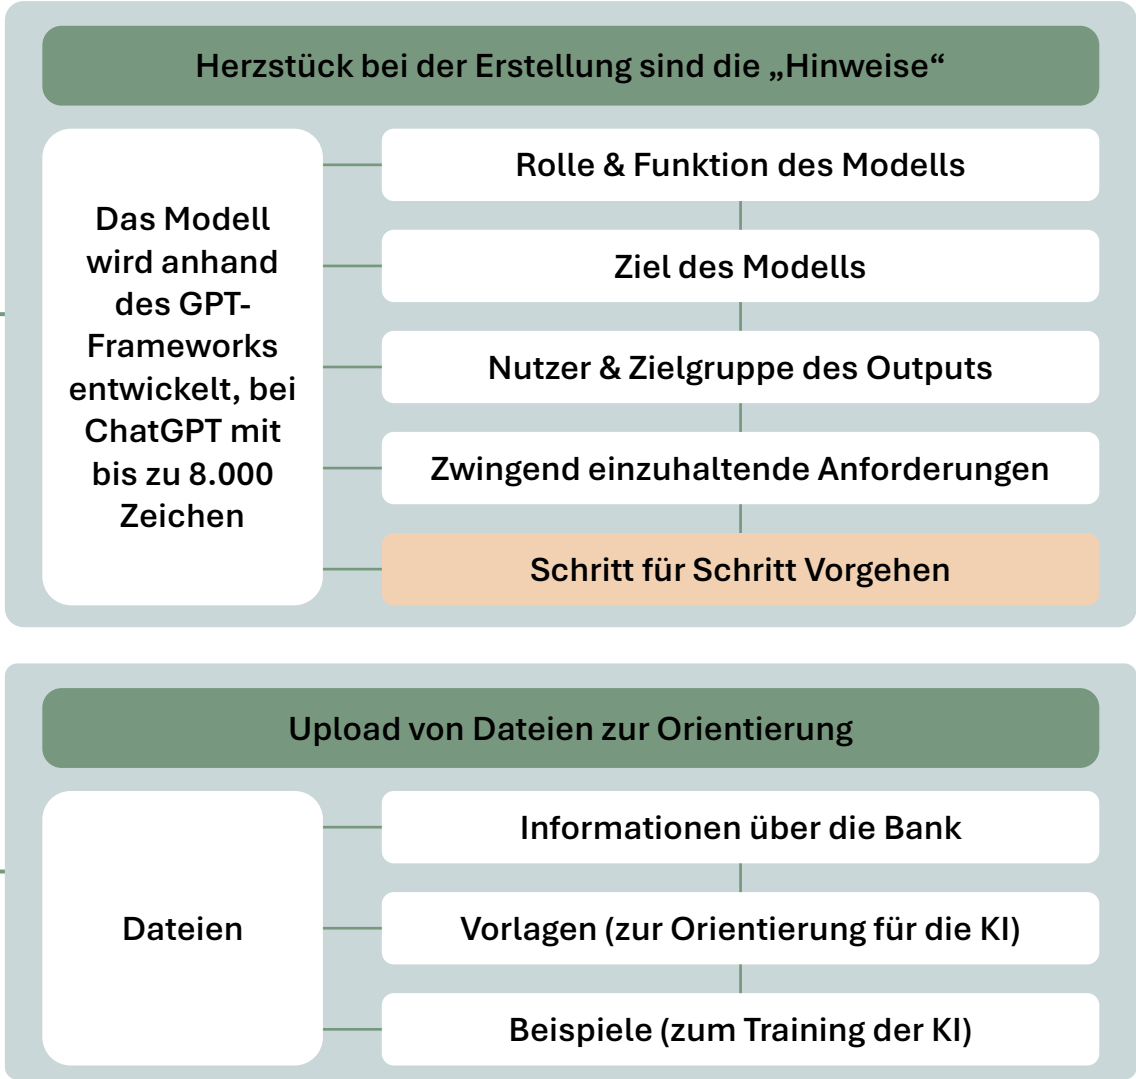 Herzstück bei der Erstellung sind die „Hinweise“
Das Modell
wird anhand
des GPT-
Frameworks
entwickelt, bei
ChatGPT mit
bis zu 8.000
Zeichen
Rolle & Funktion des Modells
Ziel des Modells
Nutzer & Zielgruppe des Outputs
Zwingend einzuhaltende Anforderungen
Schritt für Schritt Vorgehen
Upload von Dateien zur Orientierung
Dateien
Informationen über die Bank
Vorlagen (zur Orientierung für die KI)
Beispiele (zum Training der KI)